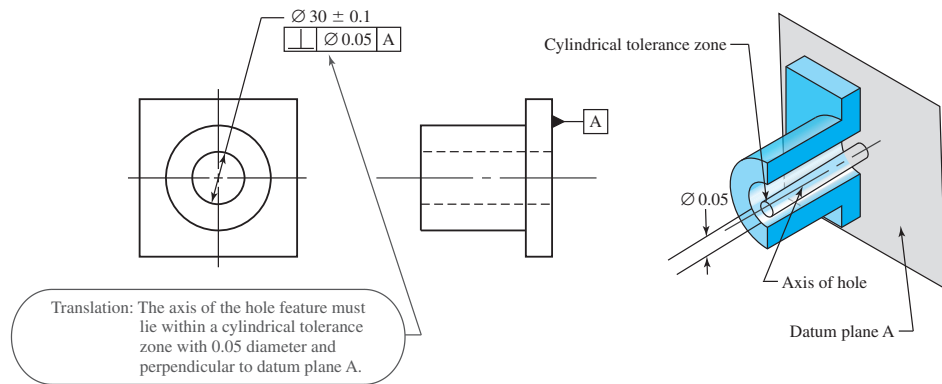 ∅ 30 ± 0.1
⊥ ∅ 0.05 A
A
Translation: The axis of the hole feature must
lie within a cylindrical tolerance
zone with 0.05 diameter and
perpendicular to datum plane A.
Cylindrical tolerance zone
∅ 0.05
Axis of hole
Datum plane A